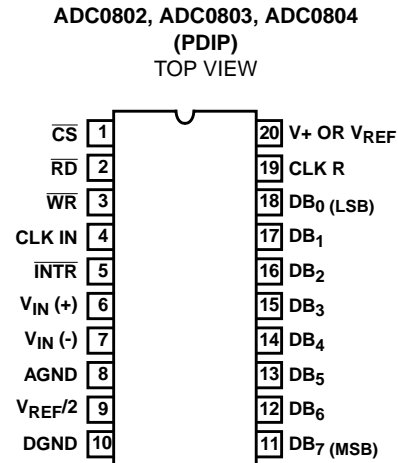 ADC0802, ADC0803, ADC0804
(PDIP)
TOP VIEW
CS 1 20 V+ OR VREF
RD 2 19 CLK R
WR 3 18 DB0 (LSB)
CLK IN 4 17 DB1
INTR 5 16 DB2
VIN (+) 6 15 DB3
VIN (-) 7 14 DB4
AGND 8 13 DB5
VREF/2 9 12 DB6
DGND 10 11 DB7 (MSB)